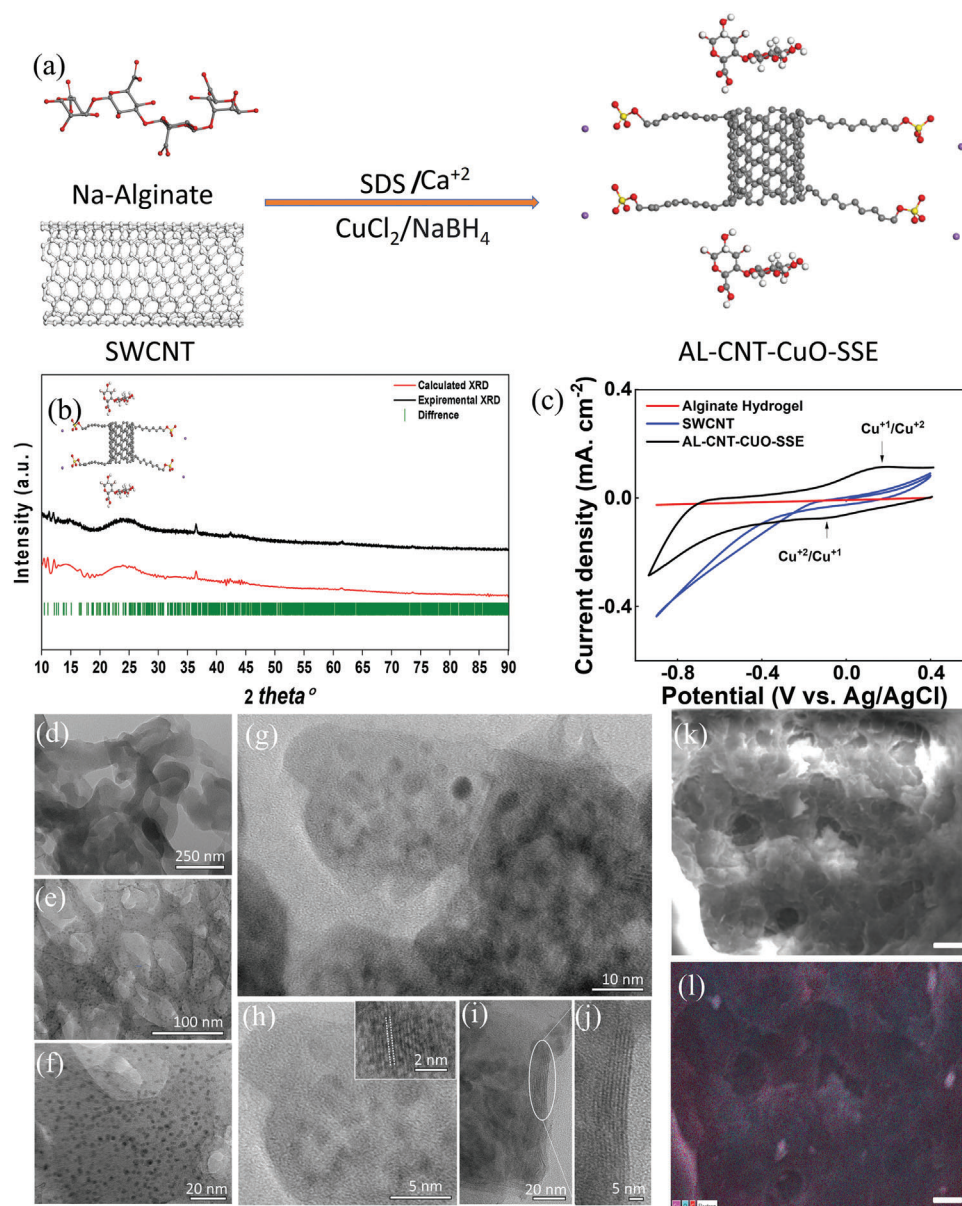 (a)
Na-Alginate
SWCNT
SDS/Ca+2
CuCl2/NaBH4
AL-CNT-CuO-SSE
(b)
Calculated XRD
Expiremental XRD
Diffrence
Intensity (a.u.)
10 15 20 25 30 35 40 45 50 55 60 65 70 75 80 85 90
2 theta o
(c)
Alginate Hydrogel
SWCNT
AL-CNT-CUO-SSE
Cu+1/Cu+2
Cu+2/Cu+1
Current density (mA. cm-2)
0.4
0.0
-0.4
-0.8 -0.4 0.0 0.4
Potential (V vs. Ag/AgCl)
(d)
250 nm
(e)
100 nm
(f)
20 nm
(g)
10 nm
(h)
2 nm
5 nm
(i)
20 nm
(j)
5 nm
(k)
(l)